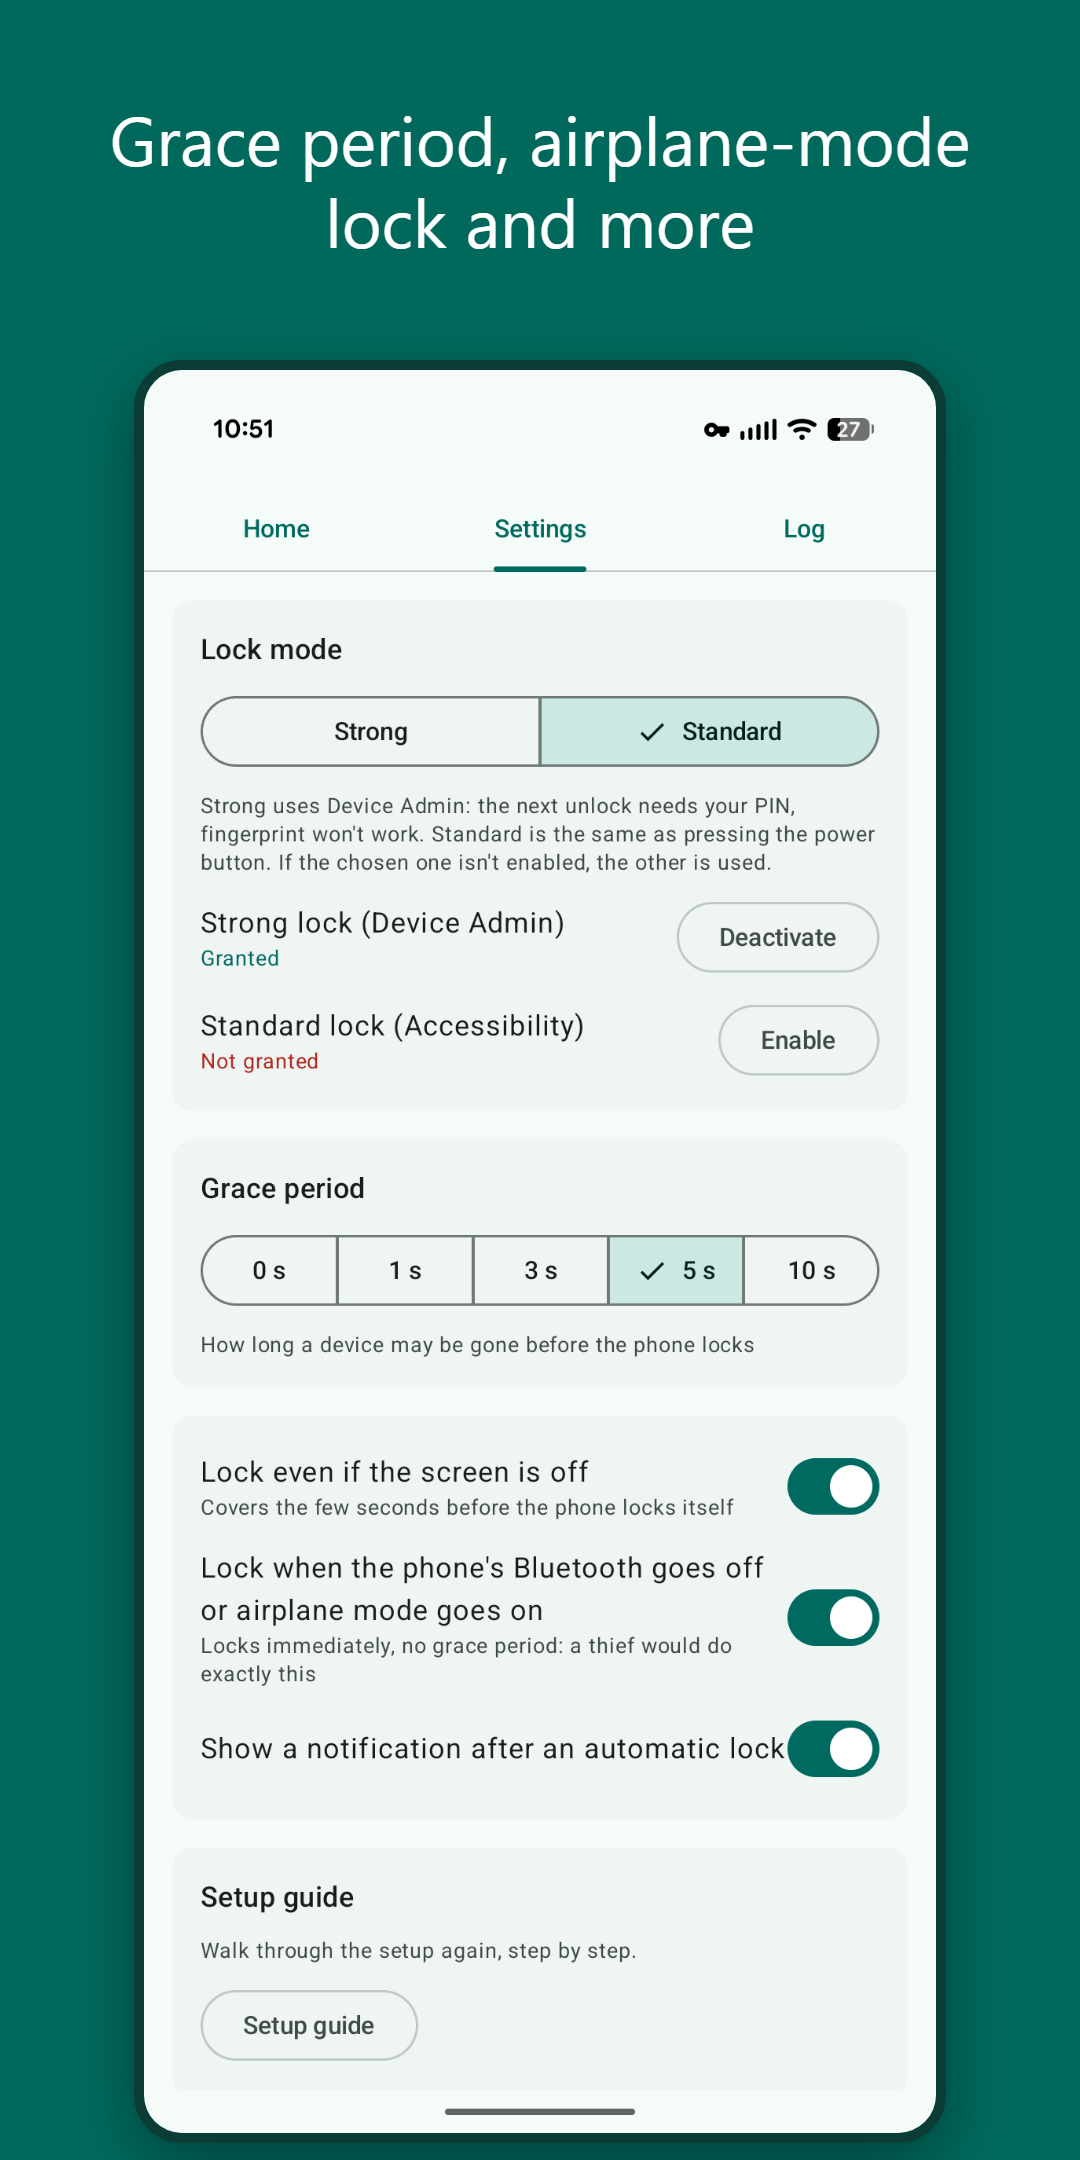 Grace period, airplane-mode
lock and more
10:51
27
Home
Settings
Log
Lock mode
Strong
Standard
Strong uses Device Admin: the next unlock needs your PIN,
fingerprint won't work. Standard is the same as pressing the power
button. If the chosen one isn't enabled, the other is used.
Strong lock (Device Admin)
Granted
Deactivate
Standard lock (Accessibility)
Not granted
Enable
Grace period
0 s
1 s
3 s
5 s
10 s
How long a device may be gone before the phone locks
Lock even if the screen is off
Covers the few seconds before the phone locks itself
Lock when the phone's Bluetooth goes off
or airplane mode goes on
Locks immediately, no grace period: a thief would do
exactly this
Show a notification after an automatic lock
Setup guide
Walk through the setup again, step by step.
Setup guide